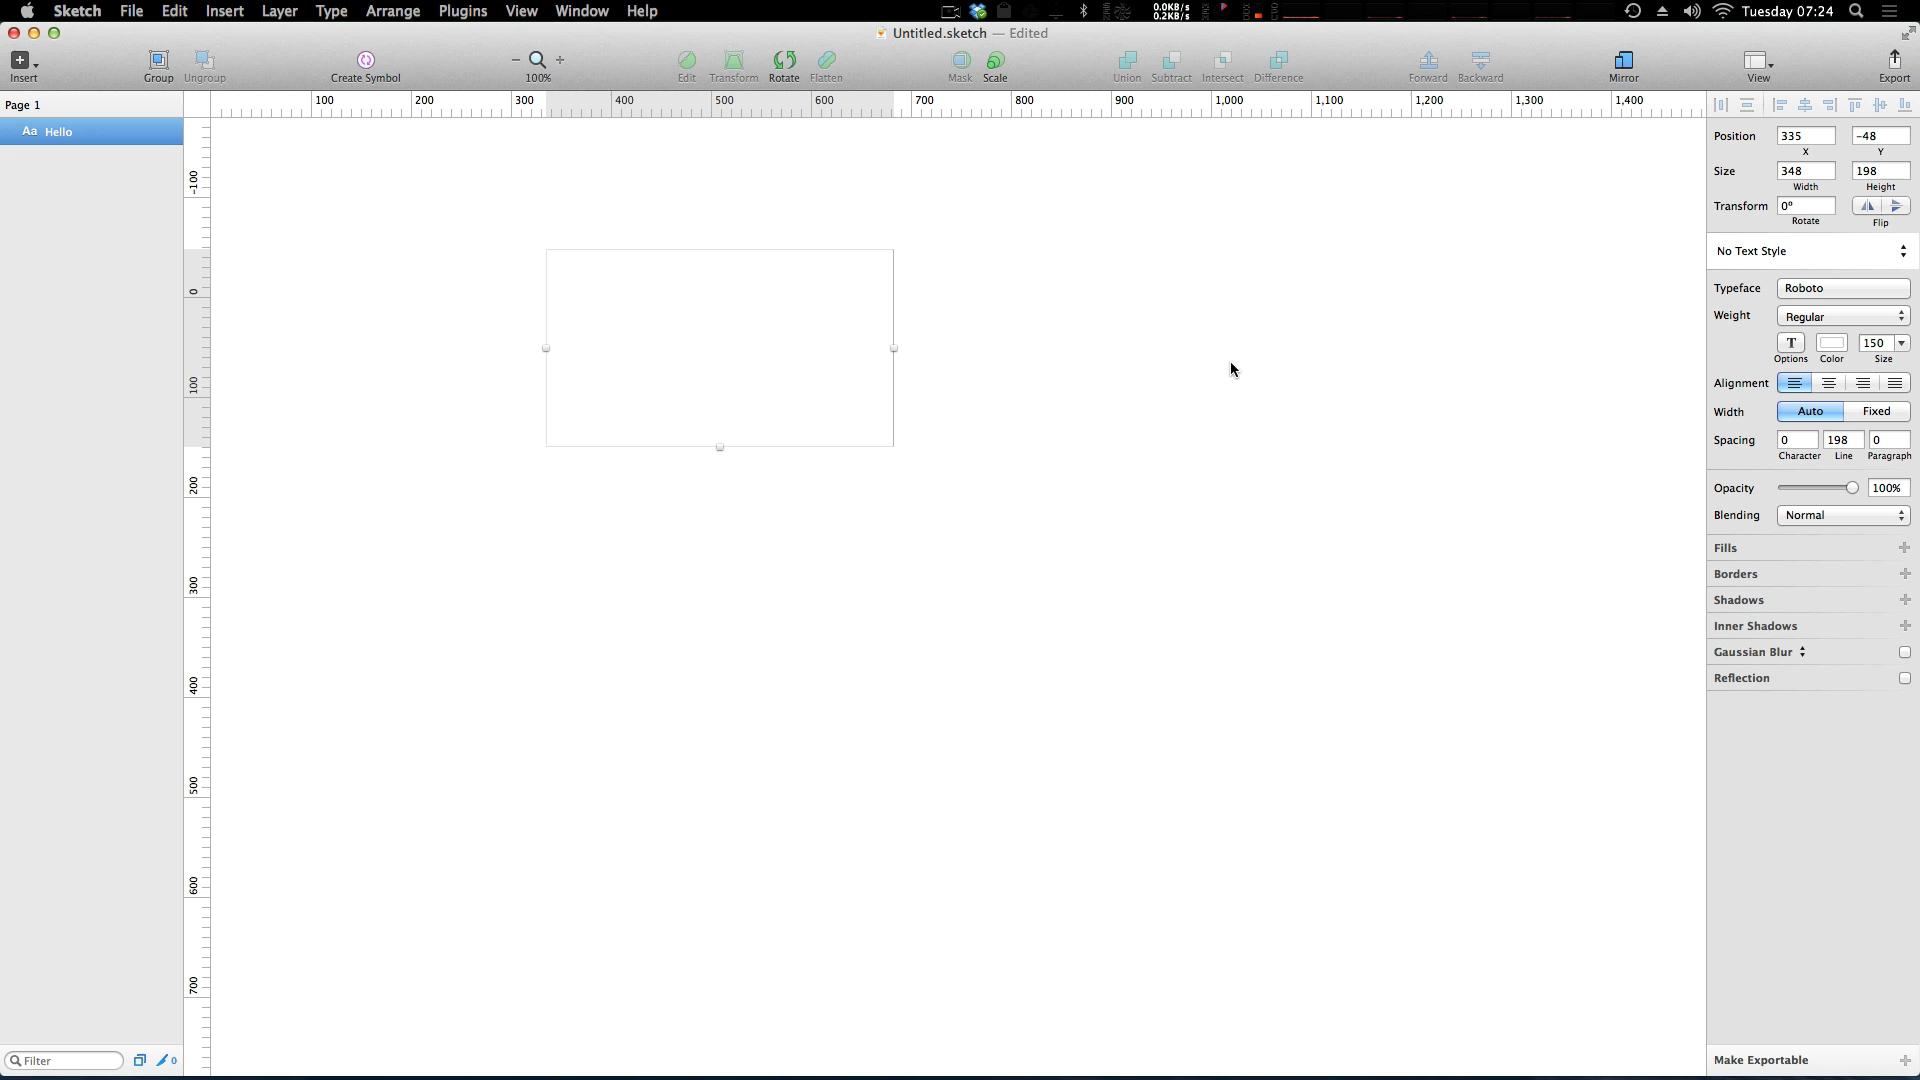 Sketch File Edit Insert Layer Type Arrange Plugins View Window Help 0.0KB/s 0.2KB/s Tuesday 07:24
Untitled.sketch — Edited
Insert Group Ungroup Create Symbol 100% Edit Transform Rotate Flatten Mask Scale Union Subtract Intersect Difference Forward Backward Mirror View Export
Page 1
100 200 300 400 500 600 700 800 900 1,000 1,100 1,200 1,300 1,400
Aa Hello
-100
0
100
200
300
400
500
600
700
Position 335 -48
X Y
Size 348 198
Width Height
Transform 0°
Rotate Flip
No Text Style
Typeface Roboto
Weight Regular
T 150
Options Color Size
Alignment
Width Auto Fixed
Spacing 0 198 0
Character Line Paragraph
Opacity 100%
Blending Normal
Fills
Borders
Shadows
Inner Shadows
Gaussian Blur
Reflection
Filter 0
Make Exportable